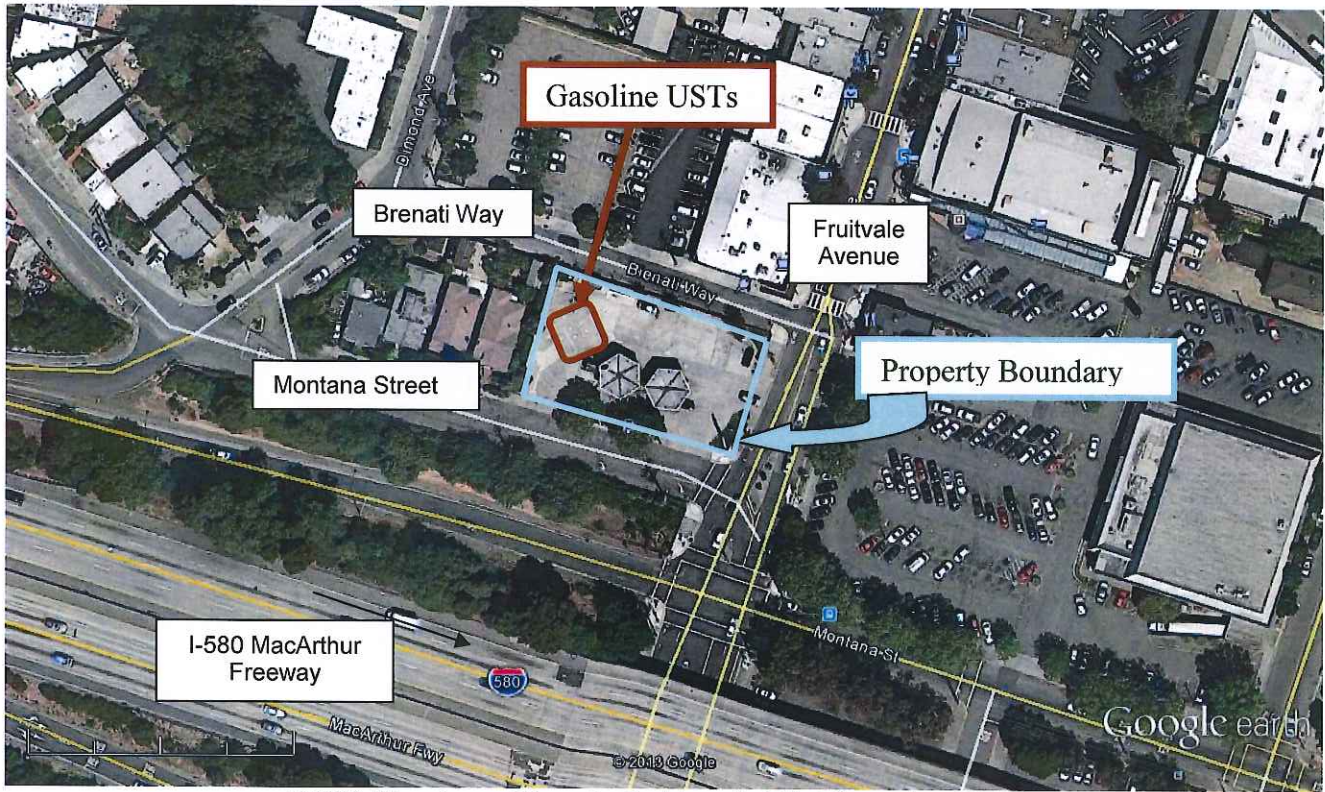 Gasoline USTs
Dimond Ave
Brenati Way
Fruitvale
Avenue
Brenati Way
Property Boundary
Montana Street
I-580 MacArthur
Freeway
580
Montana St
MacArthur Fwy
Google earth
© 2013 Google